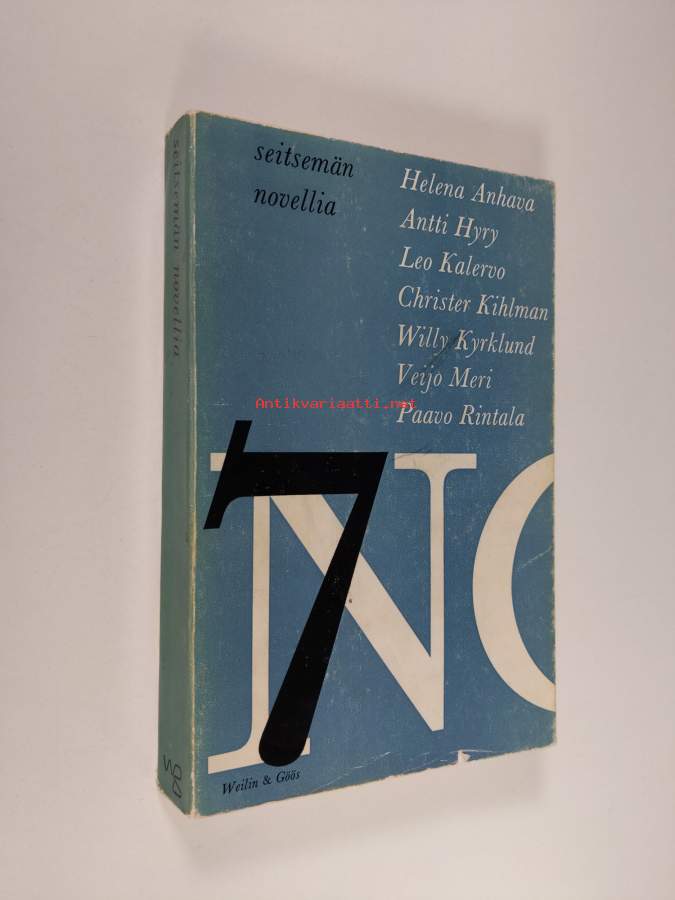 seitsemän novellia
seitsemän
novellia
Helena Anhava
Antti Hyry
Leo Kalervo
Christer Kihlman
Willy Kyrklund
Veijo Meri
Paavo Rintala
Antikvariaatti.net
7
NO
Weilin & Göös